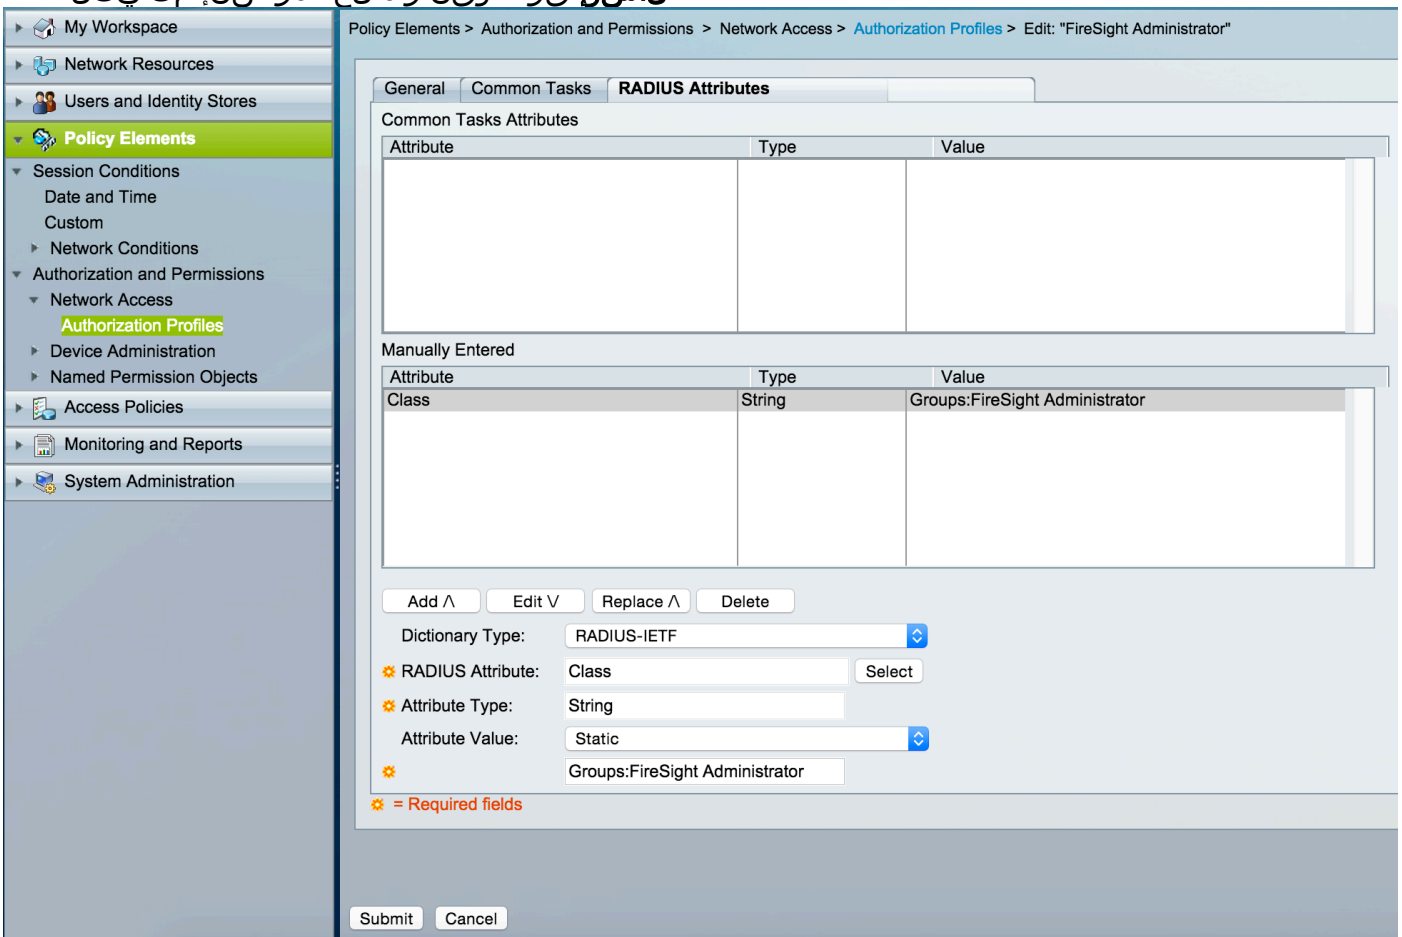 My Workspace
Network Resources
Users and Identity Stores
Policy Elements
Session Conditions
Date and Time
Custom
Network Conditions
Authorization and Permissions
Network Access
Authorization Profiles
Device Administration
Named Permission Objects
Access Policies
Monitoring and Reports
System Administration
Policy Elements > Authorization and Permissions > Network Access > Authorization Profiles > Edit: "FireSight Administrator"
General Common Tasks RADIUS Attributes
Common Tasks Attributes
Attribute Type Value
Manually Entered
Attribute Type Value
Class String Groups:FireSight Administrator
Add /\ Edit \/ Replace /\ Delete
Dictionary Type: RADIUS-IETF
RADIUS Attribute: Class Select
Attribute Type: String
Attribute Value: Static
Groups:FireSight Administrator
= Required fields
Submit Cancel